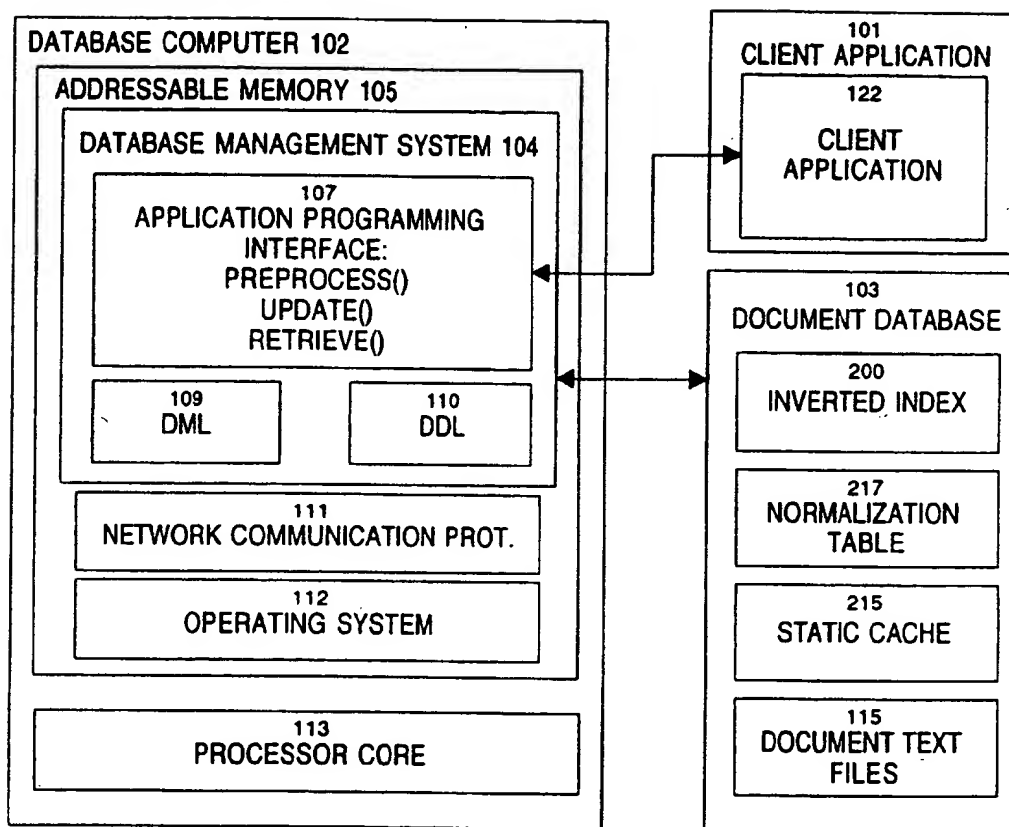 DATABASE COMPUTER 102
ADDRESSABLE MEMORY 105
DATABASE MANAGEMENT SYSTEM 104
107
APPLICATION PROGRAMMING
INTERFACE:
PREPROCESS()
UPDATE()
RETRIEVE()
109
DML
110
DDL
111
NETWORK COMMUNICATION PROT.
112
OPERATING SYSTEM
113
PROCESSOR CORE
101
CLIENT APPLICATION
122
CLIENT
APPLICATION
103
DOCUMENT DATABASE
200
INVERTED INDEX
217
NORMALIZATION
TABLE
215
STATIC CACHE
115
DOCUMENT TEXT
FILES